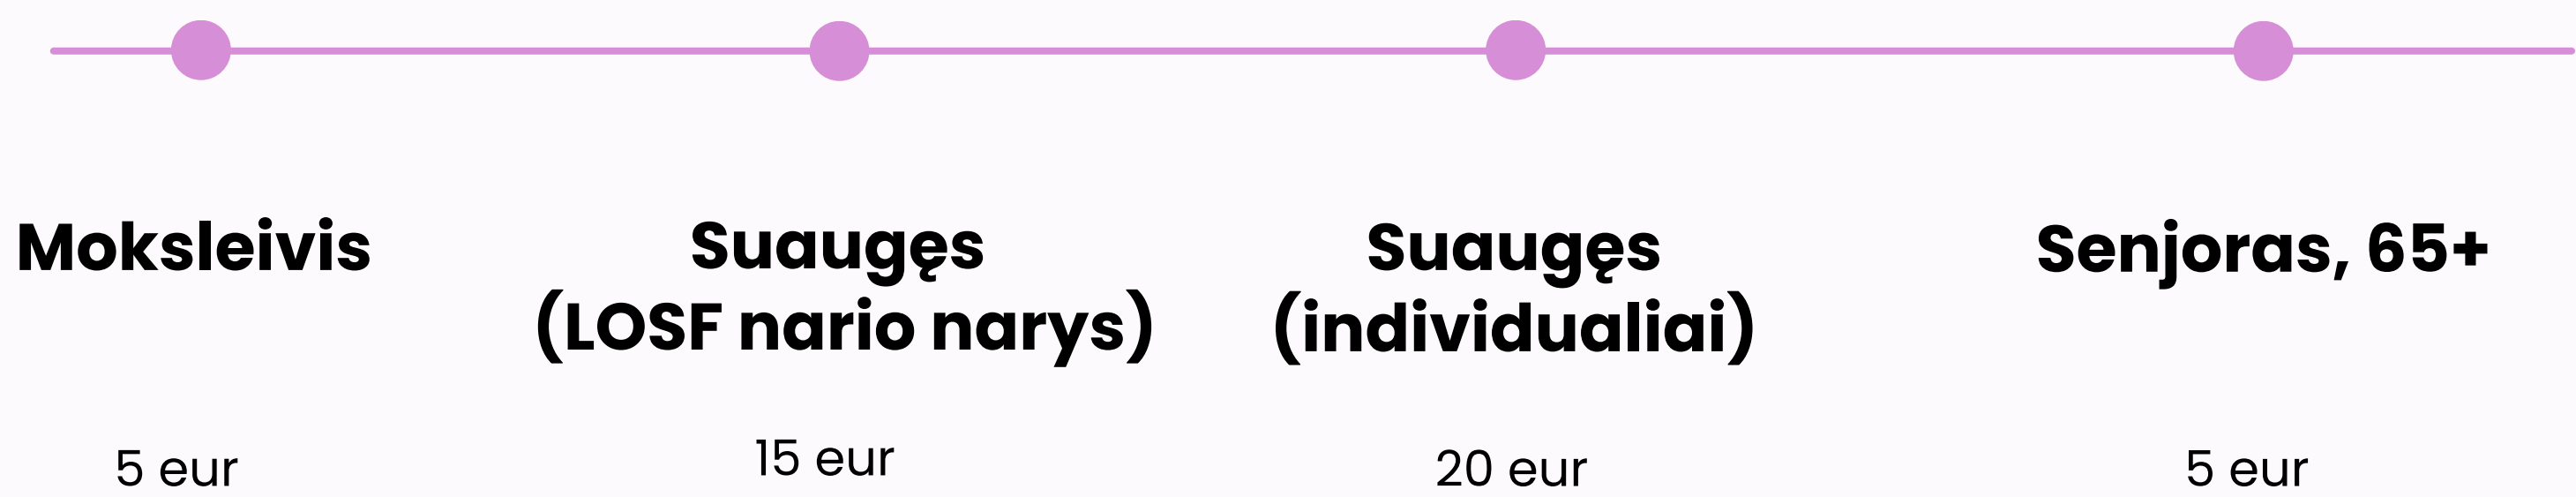 Moksleivis
5 eur
Suaugęs
(LOSF nario narys)
15 eur
Suaugęs
(individualiai)
20 eur
Senjoras, 65+
5 eur